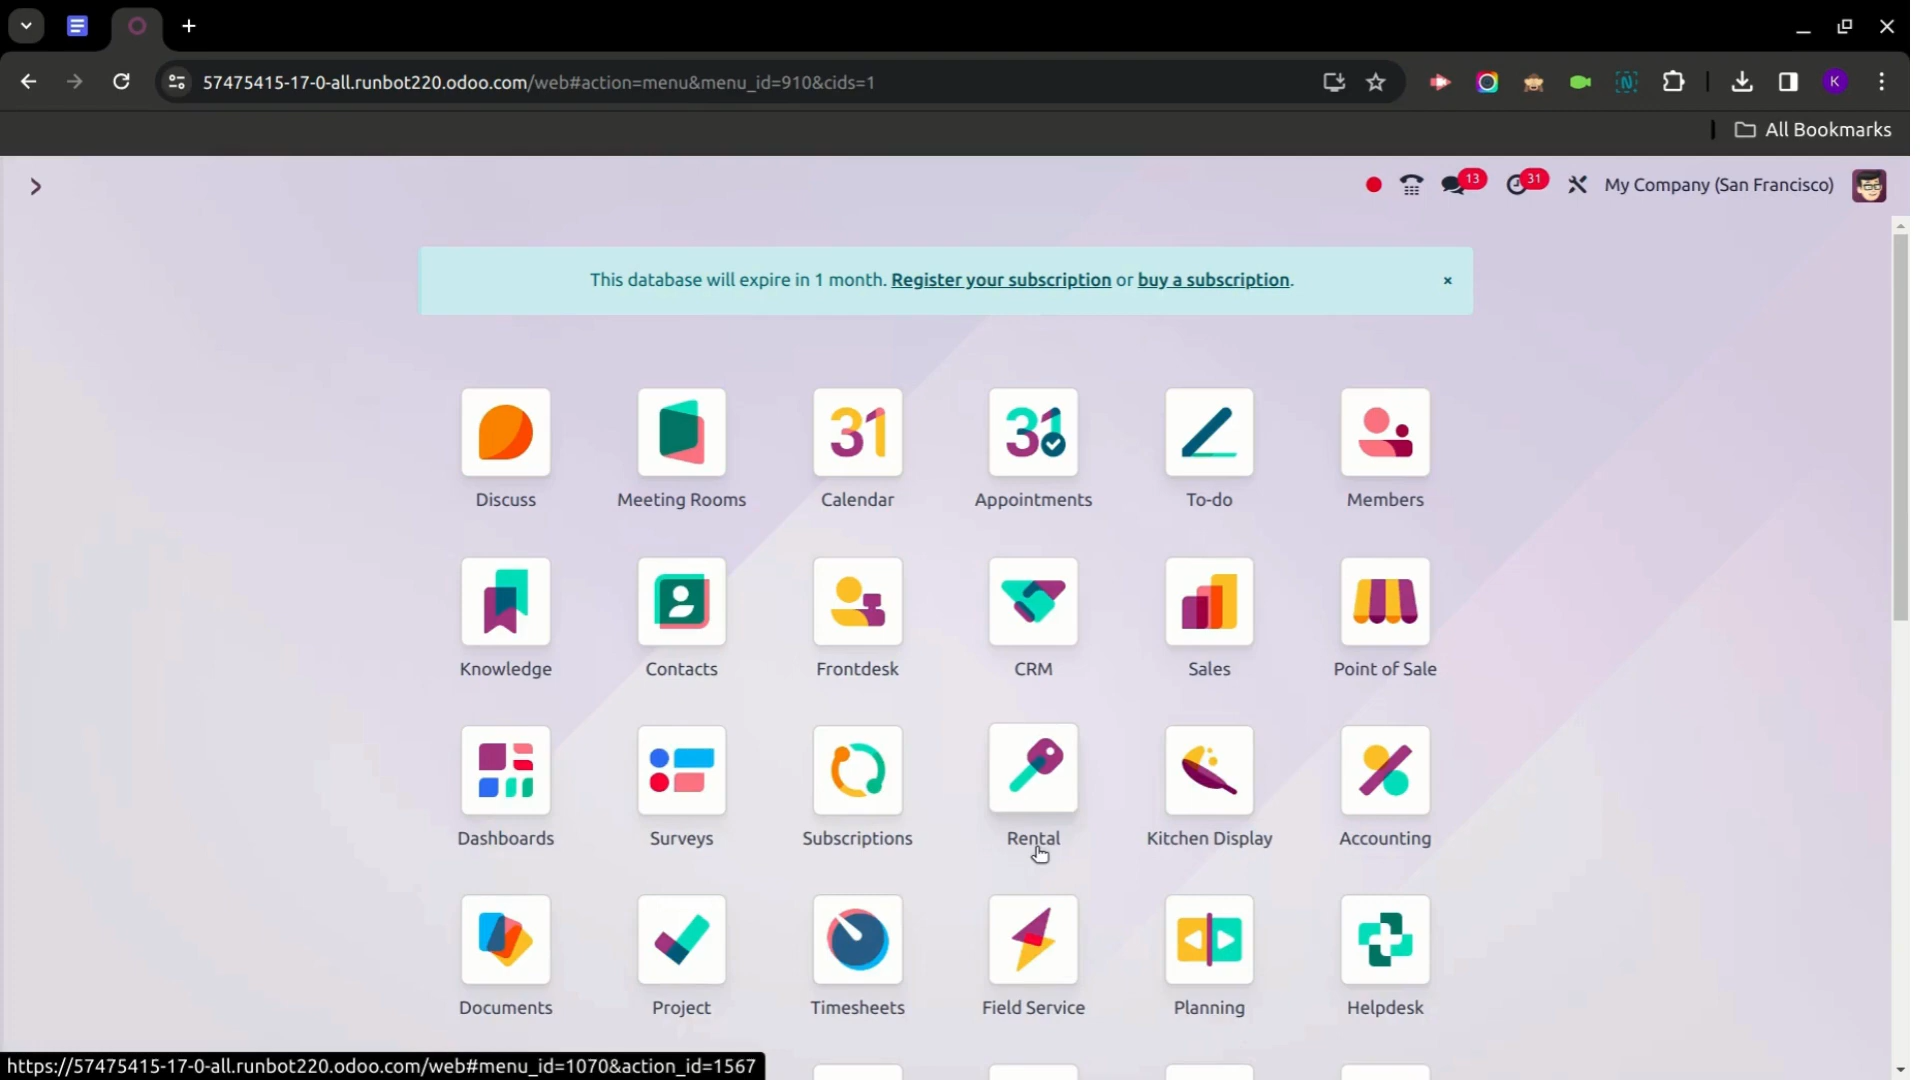 57475415-17-0-all.runbot220.odoo.com/web#action=menu&menu_id=910&cids=1
K
All Bookmarks
13
31
My Company (San Francisco)
This database will expire in 1 month. Register your subscription or buy a subscription.
×
31
31
Discuss
Meeting Rooms
Calendar
Appointments
To-do
Members
Knowledge
Contacts
Frontdesk
CRM
Sales
Point of Sale
Dashboards
Surveys
Subscriptions
Rental
Kitchen Display
Accounting
Documents
Project
Timesheets
Field Service
Planning
Helpdesk
https://57475415-17-0-all.runbot220.odoo.com/web#menu_id=1070&action_id=1567